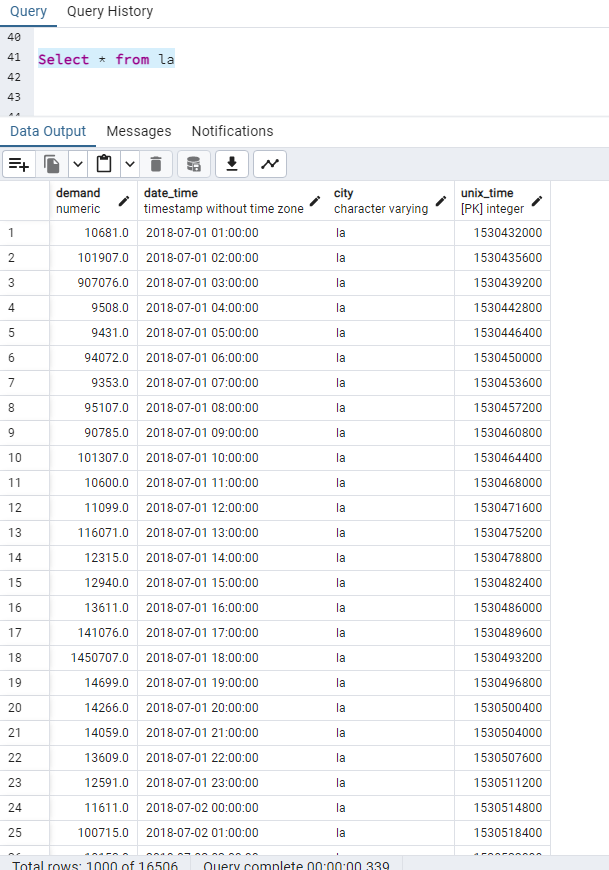 Query Query History
40
41 Select * from la
42
43
44
Data Output Messages Notifications
demand date_time city unix_time
numeric timestamp without time zone character varying [PK] integer
1 10681.0 2018-07-01 01:00:00 la 1530432000
2 101907.0 2018-07-01 02:00:00 la 1530435600
3 907076.0 2018-07-01 03:00:00 la 1530439200
4 9508.0 2018-07-01 04:00:00 la 1530442800
5 9431.0 2018-07-01 05:00:00 la 1530446400
6 94072.0 2018-07-01 06:00:00 la 1530450000
7 9353.0 2018-07-01 07:00:00 la 1530453600
8 95107.0 2018-07-01 08:00:00 la 1530457200
9 90785.0 2018-07-01 09:00:00 la 1530460800
10 101307.0 2018-07-01 10:00:00 la 1530464400
11 10600.0 2018-07-01 11:00:00 la 1530468000
12 11099.0 2018-07-01 12:00:00 la 1530471600
13 116071.0 2018-07-01 13:00:00 la 1530475200
14 12315.0 2018-07-01 14:00:00 la 1530478800
15 12940.0 2018-07-01 15:00:00 la 1530482400
16 13611.0 2018-07-01 16:00:00 la 1530486000
17 141076.0 2018-07-01 17:00:00 la 1530489600
18 1450707.0 2018-07-01 18:00:00 la 1530493200
19 14699.0 2018-07-01 19:00:00 la 1530496800
20 14266.0 2018-07-01 20:00:00 la 1530500400
21 14059.0 2018-07-01 21:00:00 la 1530504000
22 13609.0 2018-07-01 22:00:00 la 1530507600
23 12591.0 2018-07-01 23:00:00 la 1530511200
24 11611.0 2018-07-02 00:00:00 la 1530514800
25 100715.0 2018-07-02 01:00:00 la 1530518400
Total rows: 1000 of 16506 Query complete 00:00:00.339